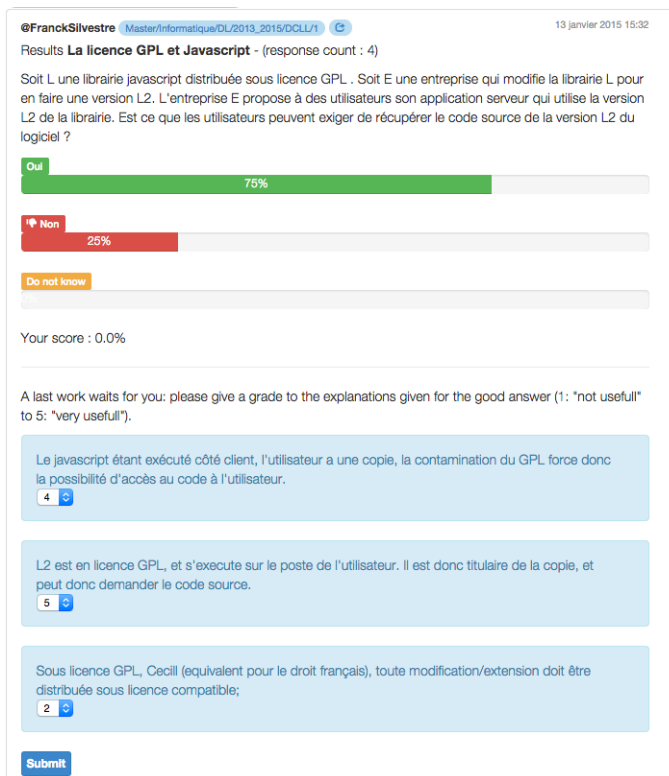 @FranckSilvestre Master/Informatique/DL/2013_2015/DCLL/1 13 janvier 2015 15:32
Results La licence GPL et Javascript - (response count : 4)
Soit L une librairie javascript distribuée sous licence GPL . Soit E une entreprise qui modifie la librairie L pour
en faire une version L2. L'entreprise E propose à des utilisateurs son application serveur qui utilise la version
L2 de la librairie. Est ce que les utilisateurs peuvent exiger de récupérer le code source de la version L2 du
logiciel ?
Oui
75%
Non
25%
Do not know
Your score : 0.0%
A last work waits for you: please give a grade to the explanations given for the good answer (1: "not usefull"
to 5: "very usefull").
Le javascript étant exécuté côté client, l'utilisateur a une copie, la contamination du GPL force donc
la possibilité d'accès au code à l'utilisateur.
4
L2 est en licence GPL, et s'execute sur le poste de l'utilisateur. Il est donc titulaire de la copie, et
peut donc demander le code source.
5
Sous licence GPL, Cecill (equivalent pour le droit français), toute modification/extension doit être
distribuée sous licence compatible;
2
Submit